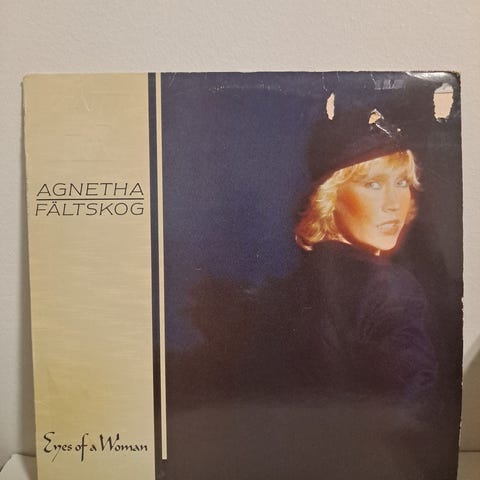 AGNETHA
FÄLTSKOG
Eyes of a Woman